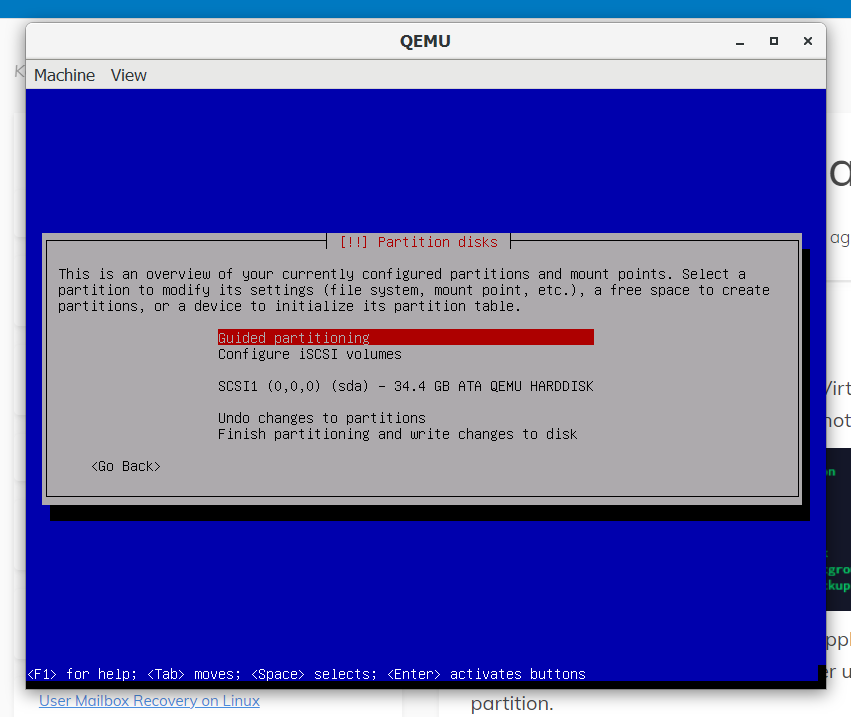 QEMU
Machine View
[!!] Partition disks
This is an overview of your currently configured partitions and mount points. Select a
partition to modify its settings (file system, mount point, etc.), a free space to create
partitions, or a device to initialize its partition table.
Guided partitioning
Configure iSCSI volumes
SCSI1 (0,0,0) (sda) - 34.4 GB ATA QEMU HARDDISK
Undo changes to partitions
Finish partitioning and write changes to disk
<Go Back>
<F1> for help; <Tab> moves; <Space> selects; <Enter> activates buttons
User Mailbox Recovery on Linux
partition.